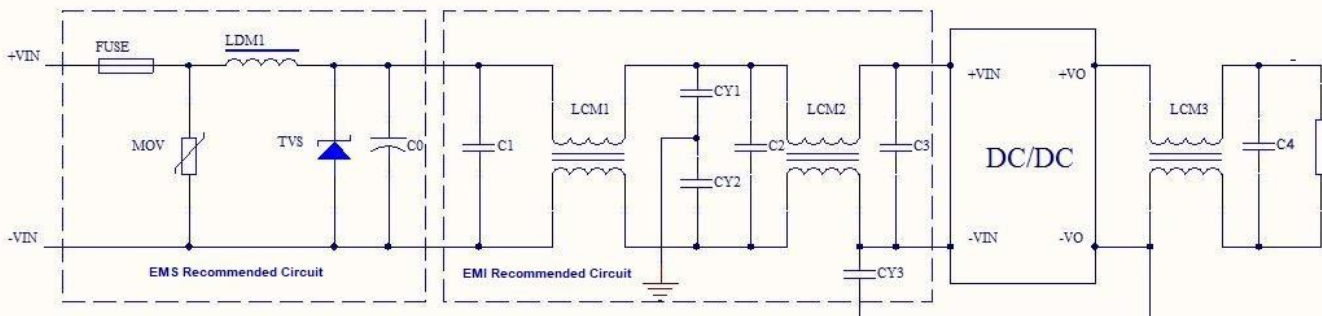 FUSE
LDM1
+VIN
MOV
TVS
C0
-VIN
EMS Recommended Circuit
C1
LCM1
CY1
CY2
C2
LCM2
C3
EMI Recommended Circuit
CY3
+VIN
+VO
DC/DC
-VIN
-VO
LCM3
C4
-